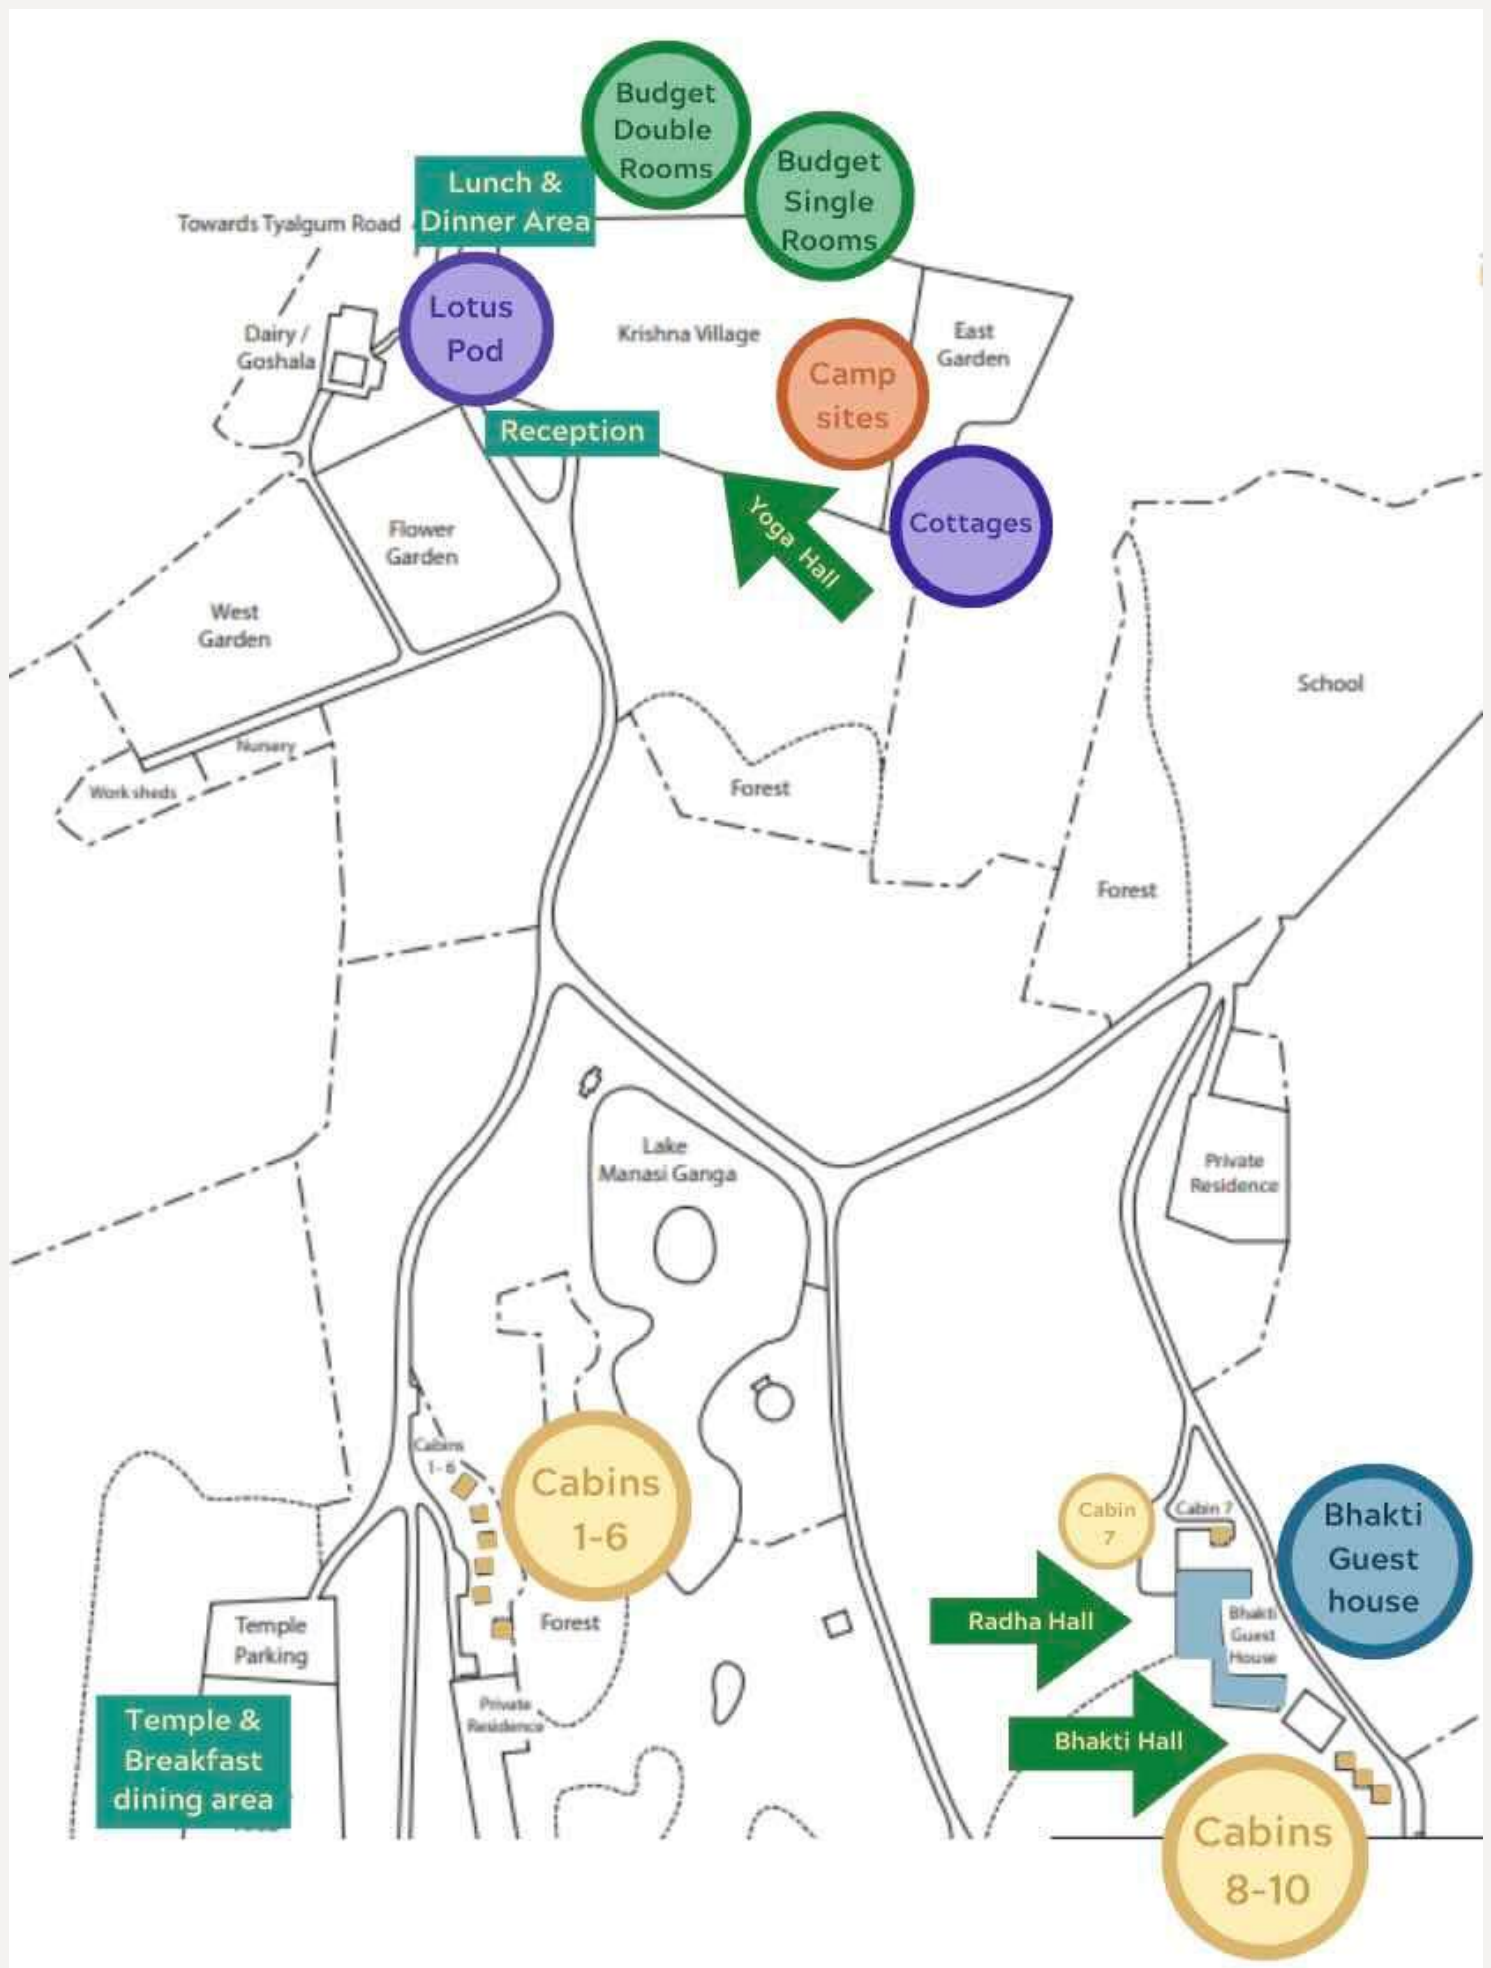 Budget
Double
Rooms
Budget
Single
Rooms
Lunch &
Dinner Area
Towards Tyalgum Road
Lotus
Pod
Dairy /
Goshala
Krishna Village
Camp
sites
East
Garden
Reception
Yoga Hall
Cottages
Flower
Garden
West
Garden
School
Nursery
Work sheds
Forest
Forest
Lake
Manasi Ganga
Private
Residence
Cabins
1-6
Cabins
1-6
Cabin
7
Cabin 7
Bhakti
Guest
house
Radha Hall
Bhakti
Guest
House
Forest
Temple
Parking
Private
Residence
Temple &
Breakfast
dining area
Bhakti Hall
Cabins
8-10